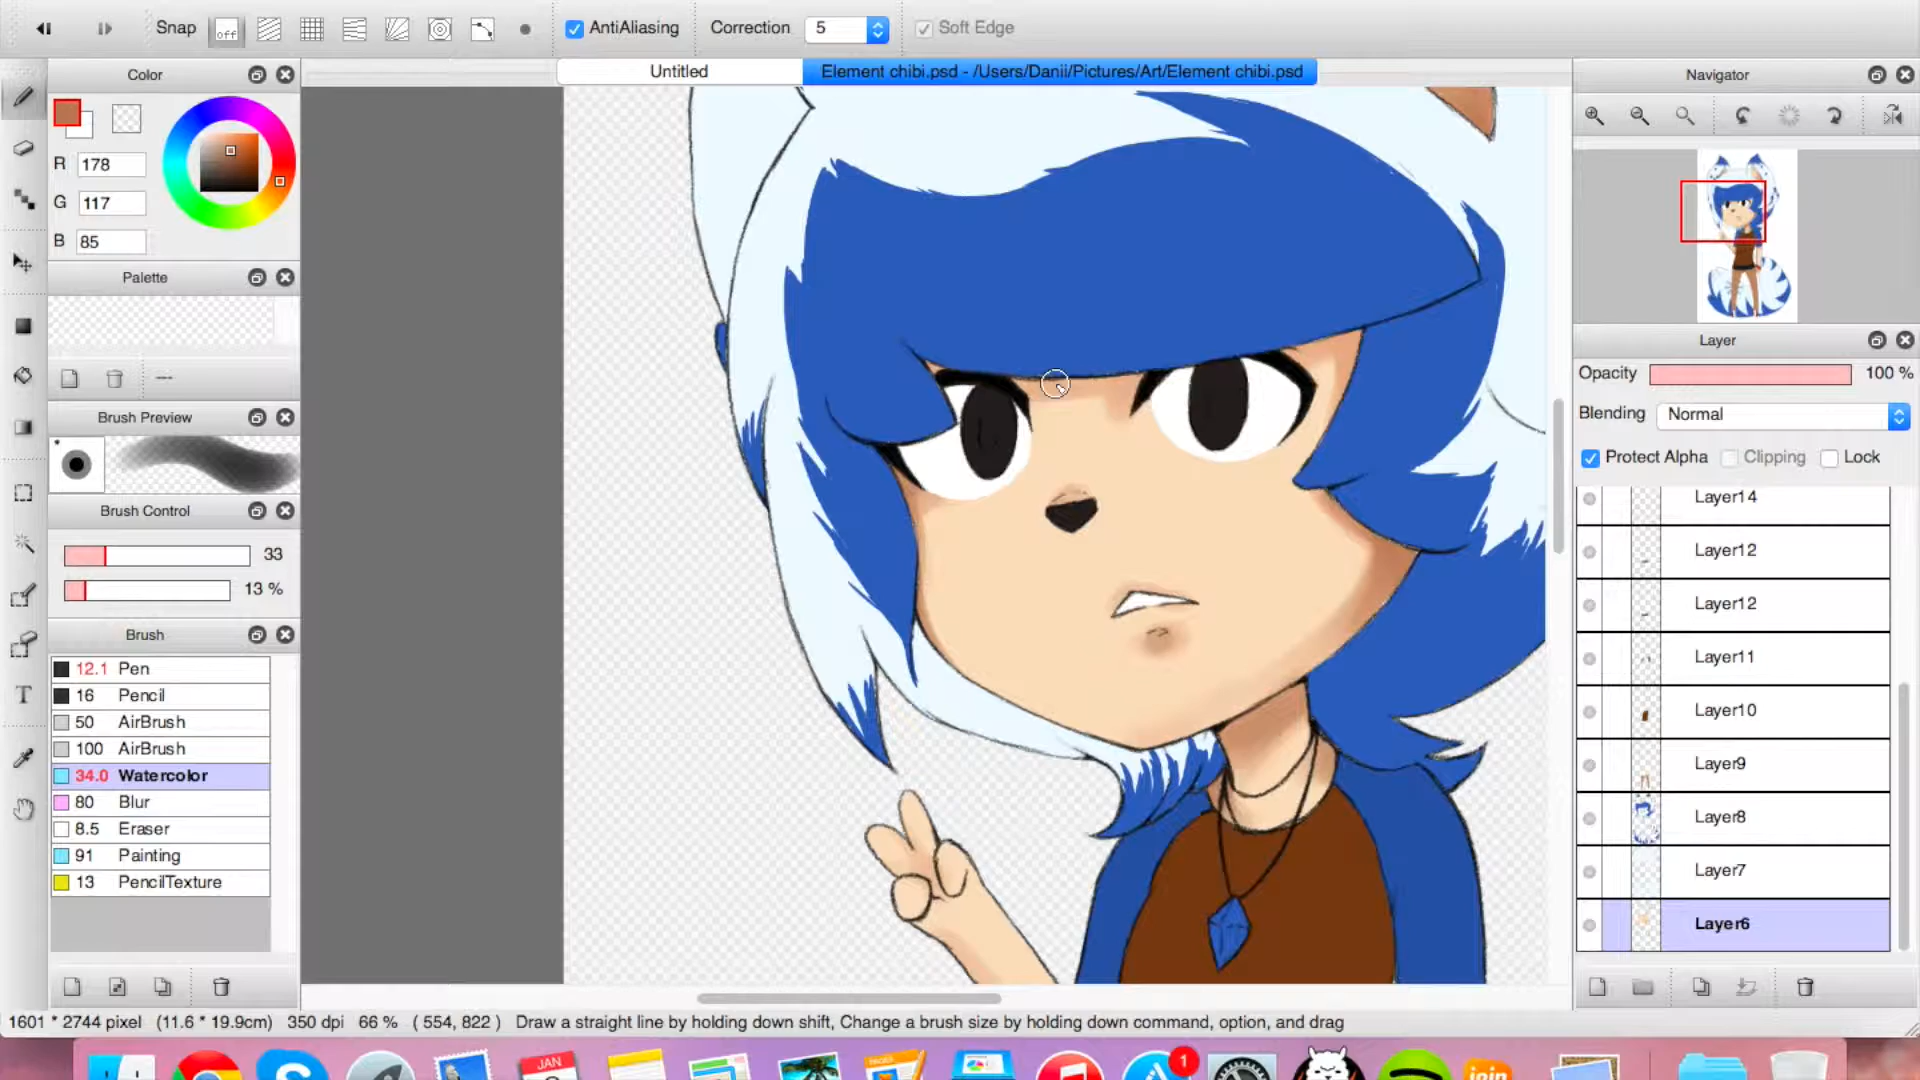 Snap off AntiAliasing Correction 5 Soft Edge
Untitled Element chibi.psd - /Users/Danii/Pictures/Art/Element chibi.psd
Color
R 178
G 117
B 85
Palette
Brush Preview
Brush Control
33
13 %
Brush
12.1 Pen
16 Pencil
50 AirBrush
100 AirBrush
34.0 Watercolor
80 Blur
8.5 Eraser
91 Painting
13 PencilTexture
T
Navigator
Layer
Opacity 100 %
Blending Normal
Protect Alpha Clipping Lock
Layer14
Layer12
Layer12
Layer11
Layer10
Layer9
Layer8
Layer7
Layer6
1601 * 2744 pixel (11.6 * 19.9cm) 350 dpi 66 % ( 554, 822 ) Draw a straight line by holding down shift, Change a brush size by holding down command, option, and drag
JAN
PAGES
1
join